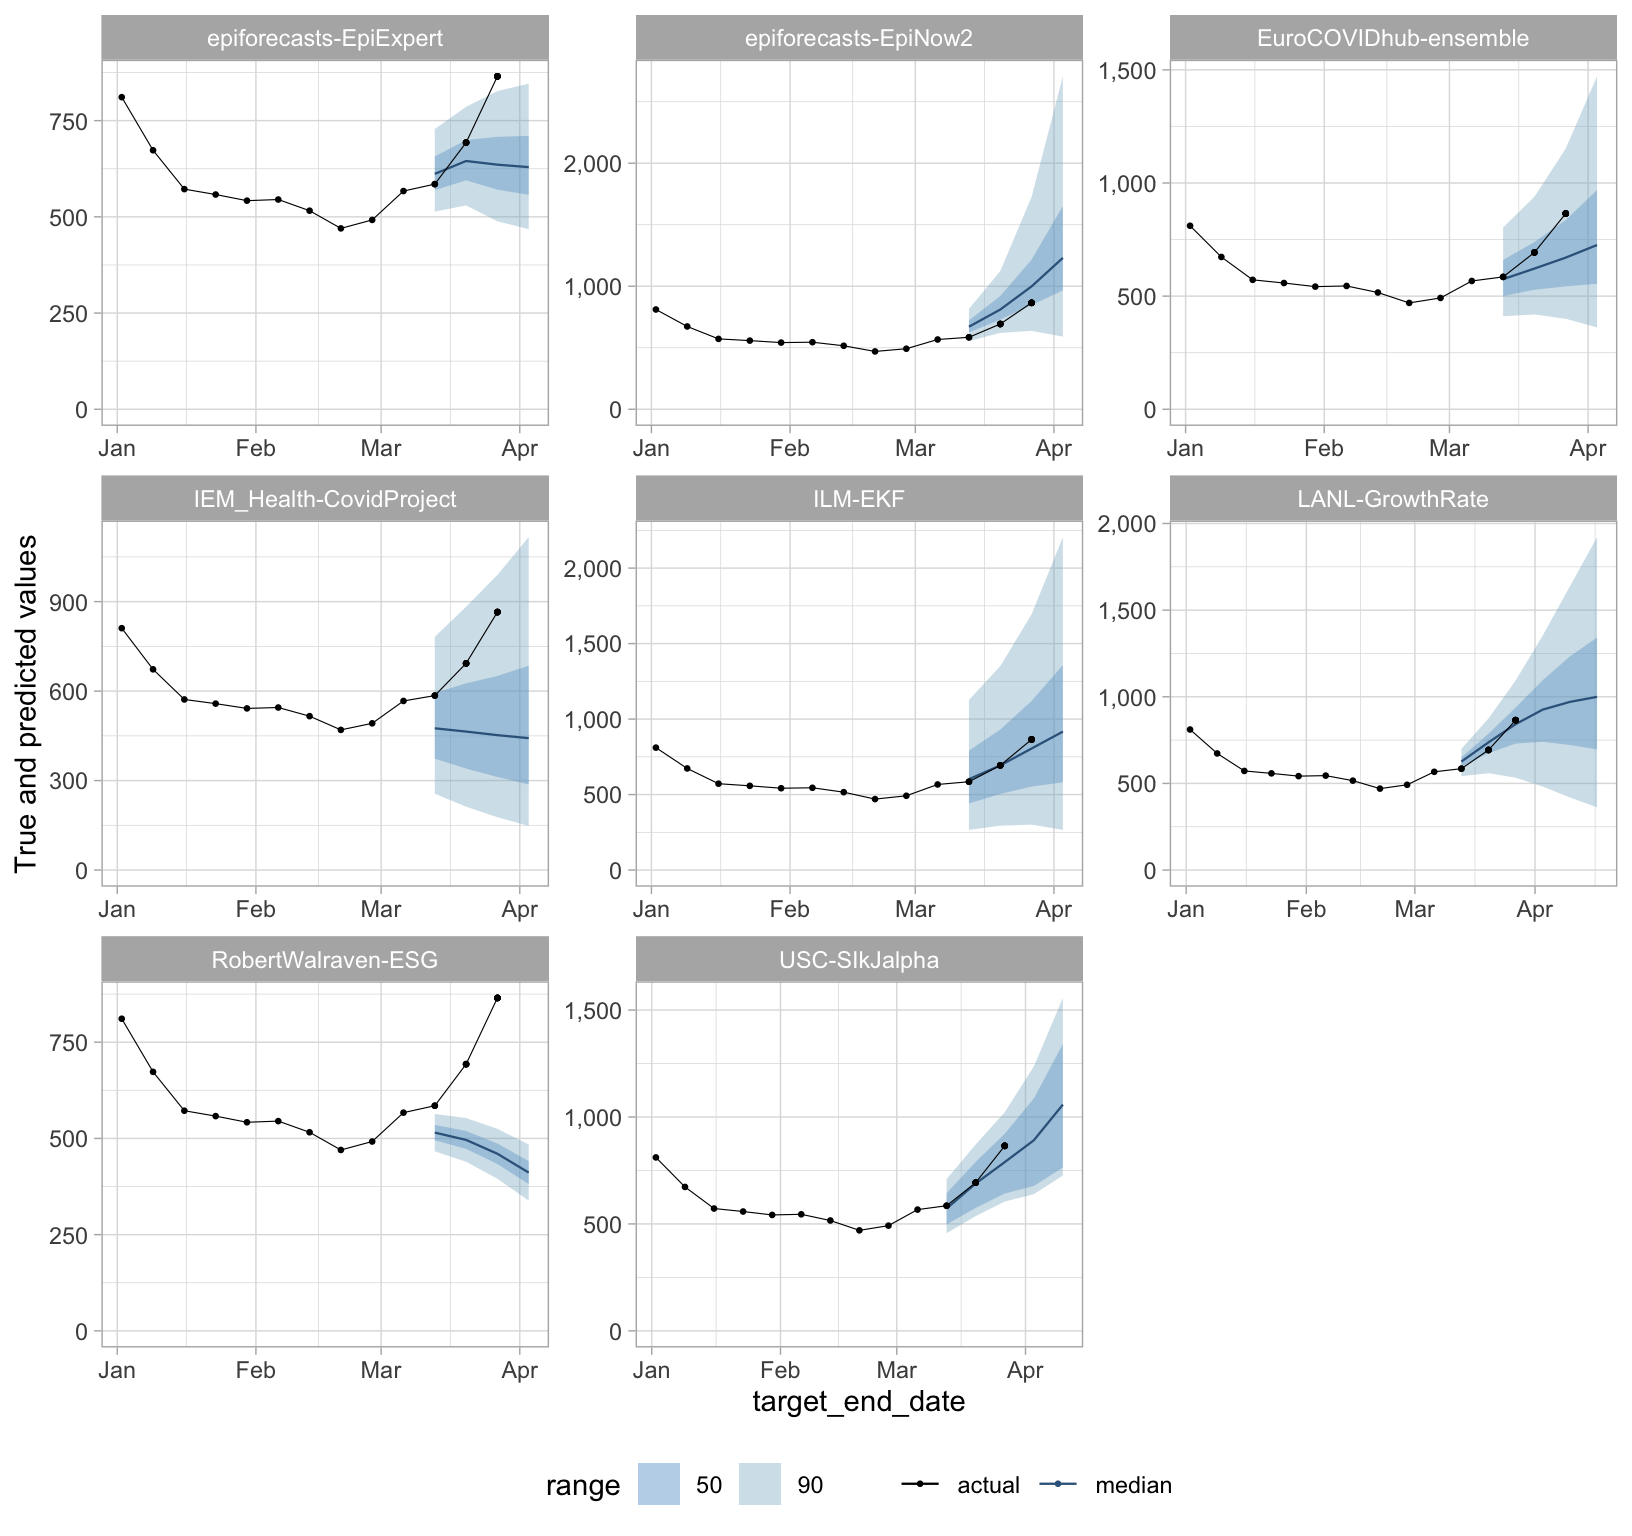 epiforecasts-EpiExpert
epiforecasts-EpiNow2
EuroCOVIDhub-ensemble
750
500
250
0
Jan Feb Mar Apr
2,000
1,000
0
Jan Feb Mar Apr
1,500
1,000
500
0
Jan Feb Mar Apr
True and predicted values
IEM_Health-CovidProject
ILM-EKF
LANL-GrowthRate
900
600
300
0
Jan Feb Mar Apr
2,000
1,500
1,000
500
0
Jan Feb Mar Apr
2,000
1,500
1,000
500
0
Jan Feb Mar Apr
RobertWalraven-ESG
USC-SIkJalpha
750
500
250
0
Jan Feb Mar Apr
1,500
1,000
500
0
Jan Feb Mar Apr
target_end_date
range 50 90 actual median